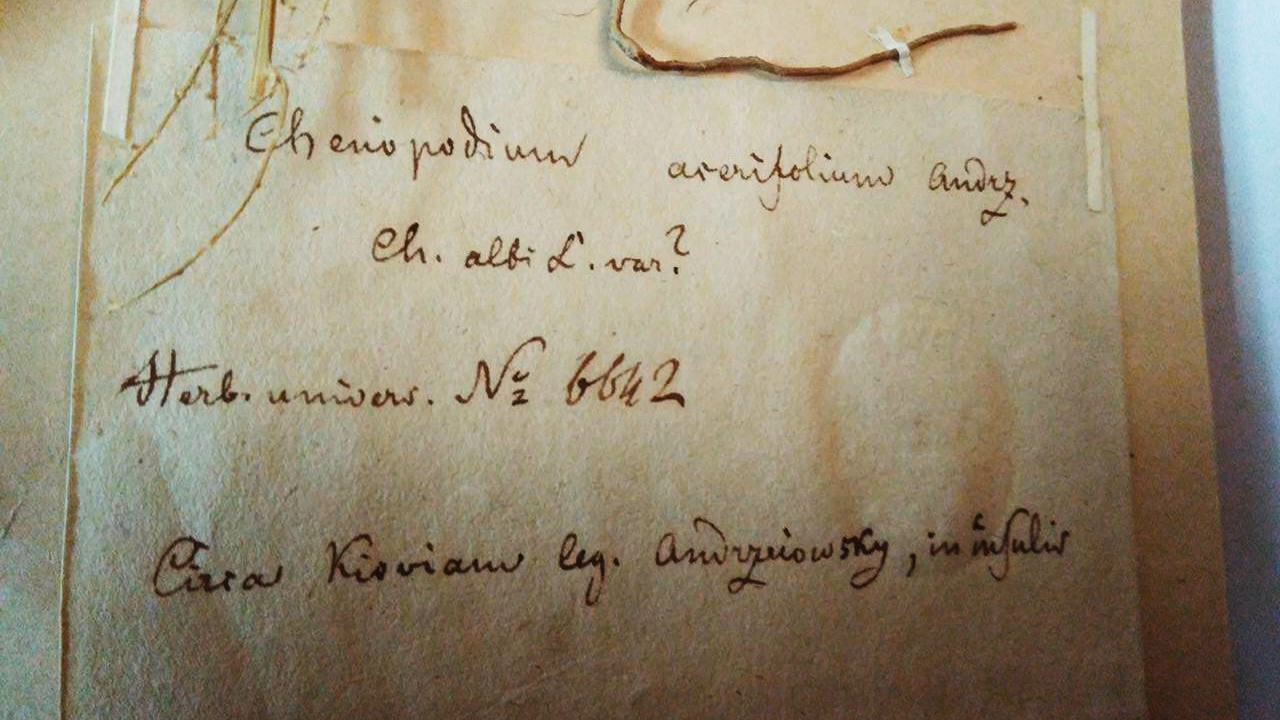 Chenopodium acerifolium Andrz.
Ch. albi L. var?
Herb. univers. No 6642
Circa Kioviam leg. Andrzeiowsky, in insulis